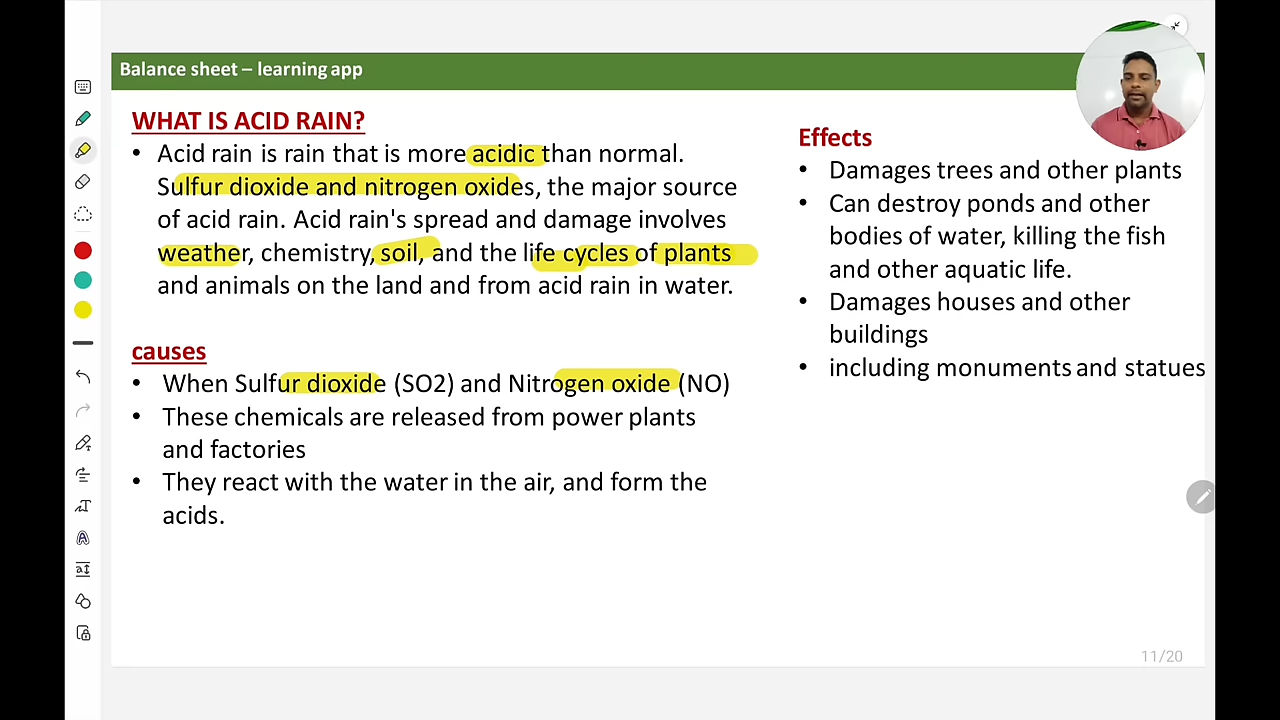 Balance sheet – learning app
WHAT IS ACID RAIN?
• Acid rain is rain that is more acidic than normal.
Sulfur dioxide and nitrogen oxides, the major source
of acid rain. Acid rain's spread and damage involves
weather, chemistry, soil, and the life cycles of plants
and animals on the land and from acid rain in water.
causes
• When Sulfur dioxide (SO2) and Nitrogen oxide (NO)
• These chemicals are released from power plants
and factories
• They react with the water in the air, and form the
acids.
Effects
• Damages trees and other plants
• Can destroy ponds and other
bodies of water, killing the fish
and other aquatic life.
• Damages houses and other
buildings
• including monuments and statues
11/20